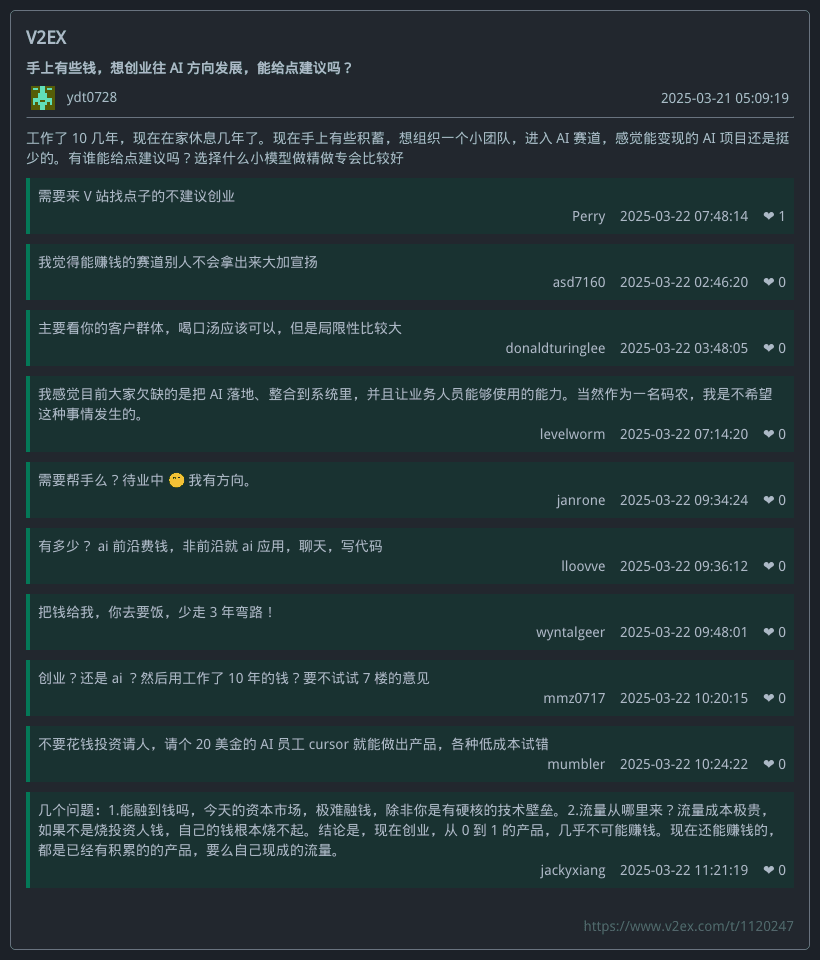 V2EX
手上有些钱，想创业往 AI 方向发展，能给点建议吗？
ydt0728 2025-03-21 05:09:19
工作了 10 几年，现在在家休息几年了。现在手上有些积蓄，想组织一个小团队，进入 AI 赛道，感觉能变现的 AI 项目还是挺
少的。有谁能给点建议吗？选择什么小模型做精做专会比较好
需要来 V 站找点子的不建议创业
Perry 2025-03-22 07:48:14 ❤ 1
我觉得能赚钱的赛道别人不会拿出来大加宣扬
asd7160 2025-03-22 02:46:20 ❤ 0
主要看你的客户群体，喝口汤应该可以，但是局限性比较大
donaldturinglee 2025-03-22 03:48:05 ❤ 0
我感觉目前大家欠缺的是把 AI 落地、整合到系统里，并且让业务人员能够使用的能力。当然作为一名码农，我是不希望
这种事情发生的。
levelworm 2025-03-22 07:14:20 ❤ 0
需要帮手么？待业中 🤭 我有方向。
janrone 2025-03-22 09:34:24 ❤ 0
有多少？ ai 前沿费钱，非前沿就 ai 应用，聊天，写代码
lloovve 2025-03-22 09:36:12 ❤ 0
把钱给我，你去要饭，少走 3 年弯路！
wyntalgeer 2025-03-22 09:48:01 ❤ 0
创业？还是 ai ？然后用工作了 10 年的钱？要不试试 7 楼的意见
mmz0717 2025-03-22 10:20:15 ❤ 0
不要花钱投资请人，请个 20 美金的 AI 员工 cursor 就能做出产品，各种低成本试错
mumbler 2025-03-22 10:24:22 ❤ 0
几个问题：1.能融到钱吗，今天的资本市场，极难融钱，除非你是有硬核的技术壁垒。2.流量从哪里来？流量成本极贵，
如果不是烧投资人钱，自己的钱根本烧不起。结论是，现在创业，从 0 到 1 的产品，几乎不可能赚钱。现在还能赚钱的，
都是已经有积累的的产品，要么自己现成的流量。
jackyxiang 2025-03-22 11:21:19 ❤ 0
https://www.v2ex.com/t/1120247